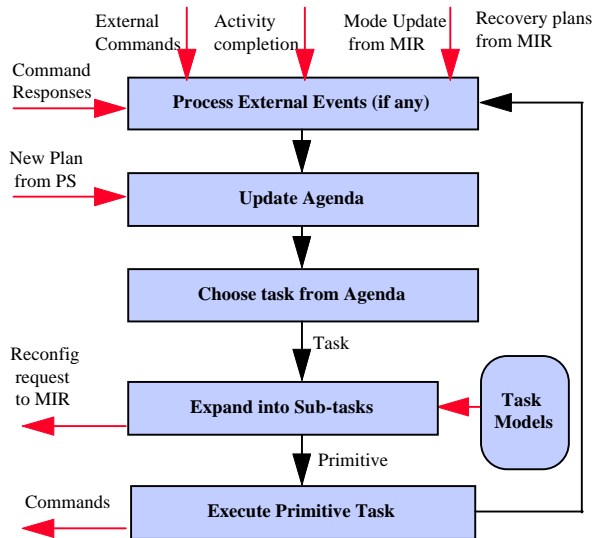 External
Commands
Activity
completion
Mode Update
from MIR
Recovery plans
from MIR
Command
Responses
Process External Events (if any)
New Plan
from PS
Update Agenda
Choose task from Agenda
Task
Reconfig
request
to MIR
Expand into Sub-tasks
Task
Models
Primitive
Commands
Execute Primitive Task